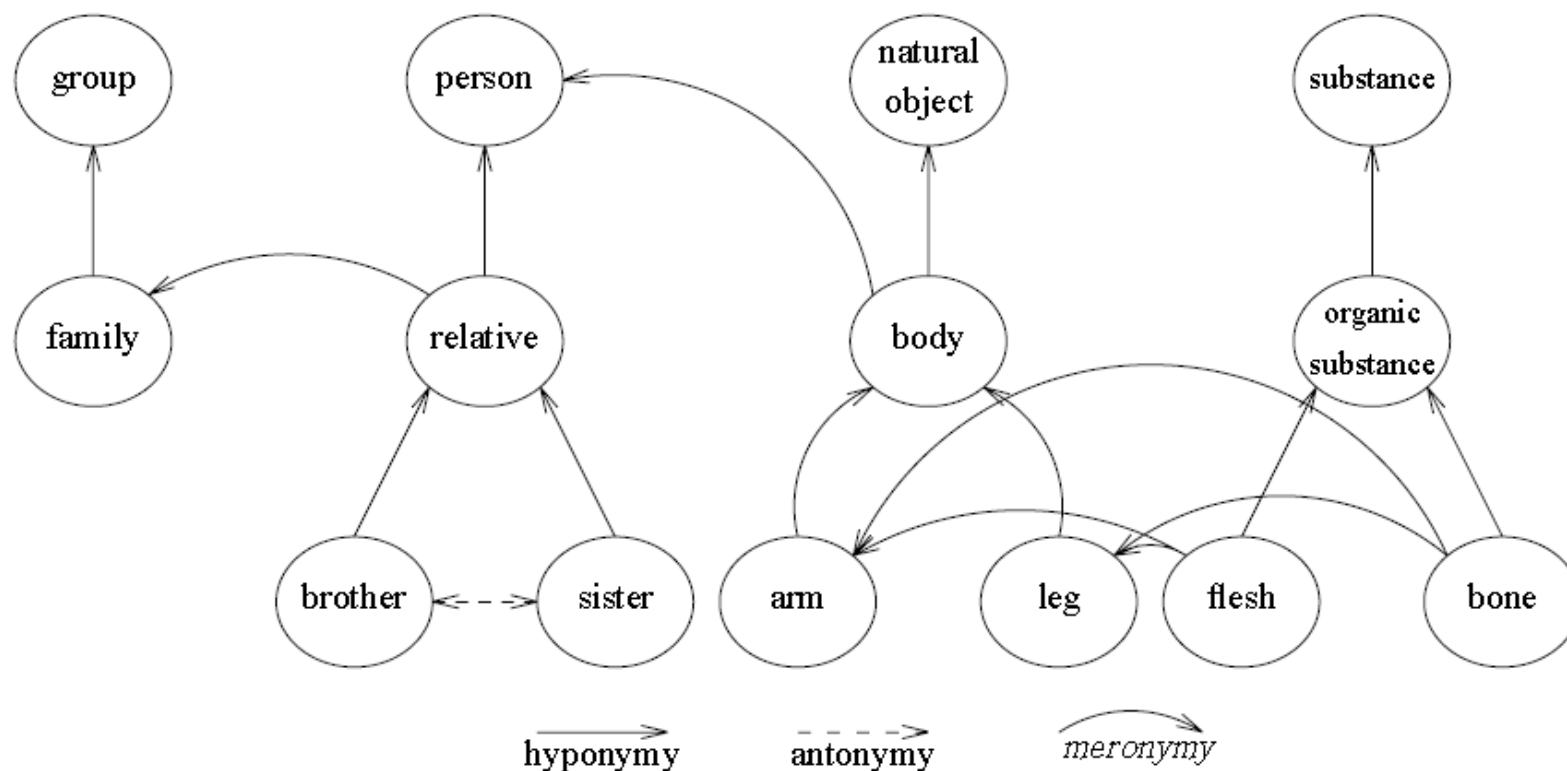 group
person
natural
object
substance
family
relative
body
organic
substance
brother
sister
arm
leg
flesh
bone
hyponymy
antonymy
meronymy